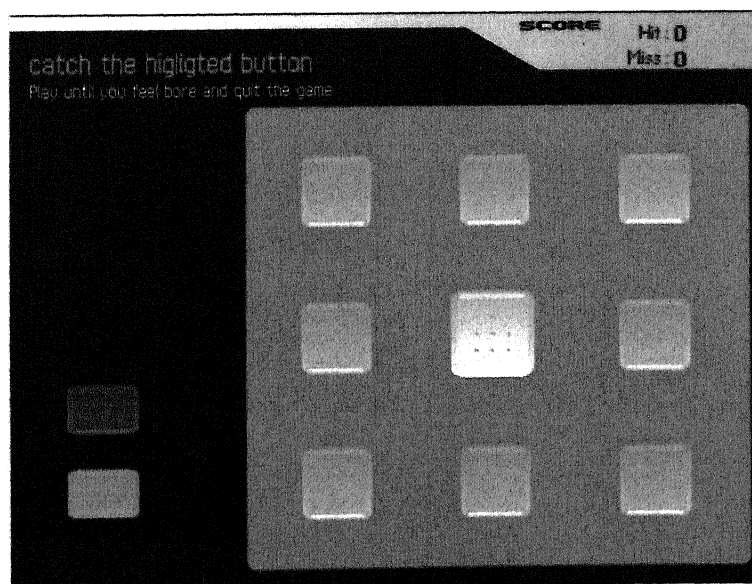 SCORE
Hit : 0
Miss : 0
catch the higligted button
Play until you feel bore and quit the game